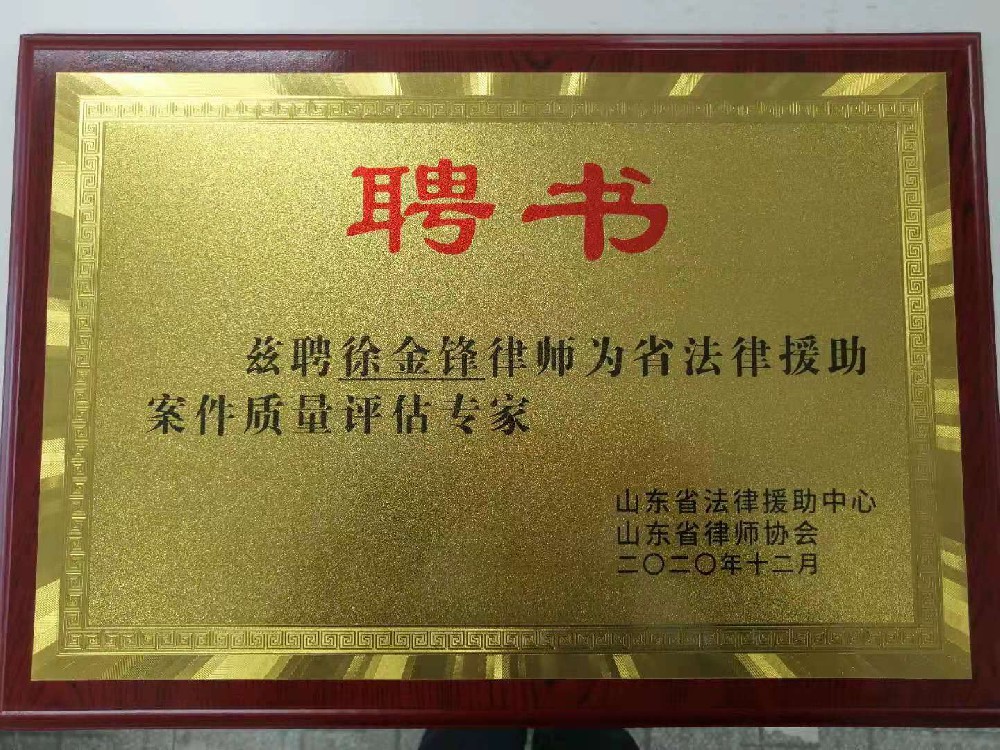 聘书
兹聘徐金锋律师为省法律援助
案件质量评估专家
山东省法律援助中心
山东省律师协会
二〇二〇年十二月